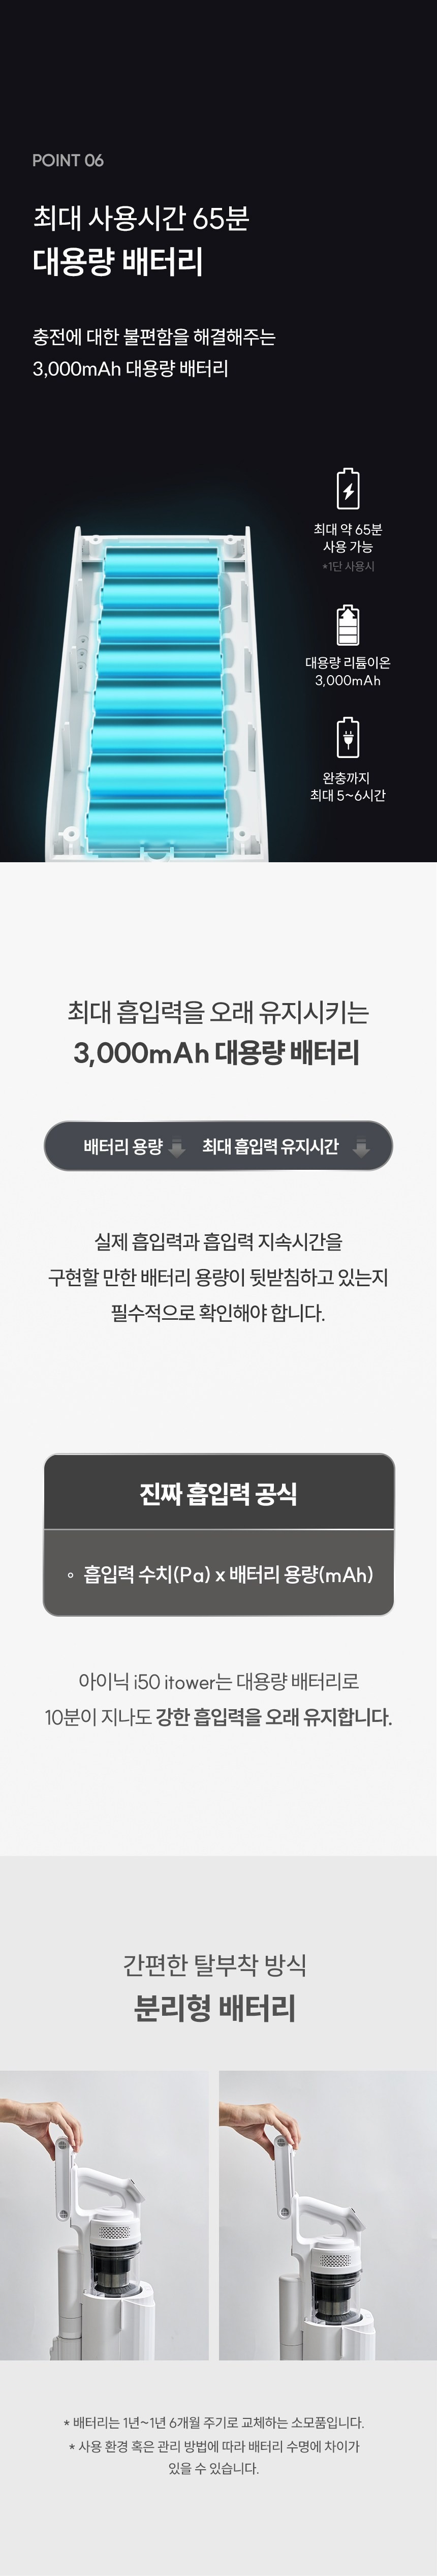 POINT 06
최대 사용시간 65분
대용량 배터리
충전에 대한 불편함을 해결해주는
3,000mAh 대용량 배터리
최대 약 65분
사용 가능
*1단 사용시
대용량 리튬이온
3,000mAh
완충까지
최대 5~6시간
최대 흡입력을 오래 유지시키는
3,000mAh 대용량 배터리
배터리 용량 최대 흡입력 유지시간
실제 흡입력과 흡입력 지속시간을
구현할 만한 배터리 용량이 뒷받침하고 있는지
필수적으로 확인해야 합니다.
진짜 흡입력 공식
흡입력 수치(Pa) x 배터리 용량(mAh)
아이닉 i50 itower는 대용량 배터리로
10분이 지나도 강한 흡입력을 오래 유지합니다.
간편한 탈부착 방식
분리형 배터리
* 배터리는 1년~1년 6개월 주기로 교체하는 소모품입니다.
* 사용 환경 혹은 관리 방법에 따라 배터리 수명에 차이가
있을 수 있습니다.